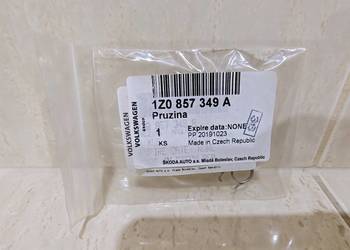 VOLKSWAGEN
VOLKSWAGEN
GROUP
1Z0 857 349 A
Pruzina
1
KS
Expire data:NONE
PP 20191023
Made in Czech Republic
ŠKODA AUTO a.s. Mladá Boleslav, Czech Republic